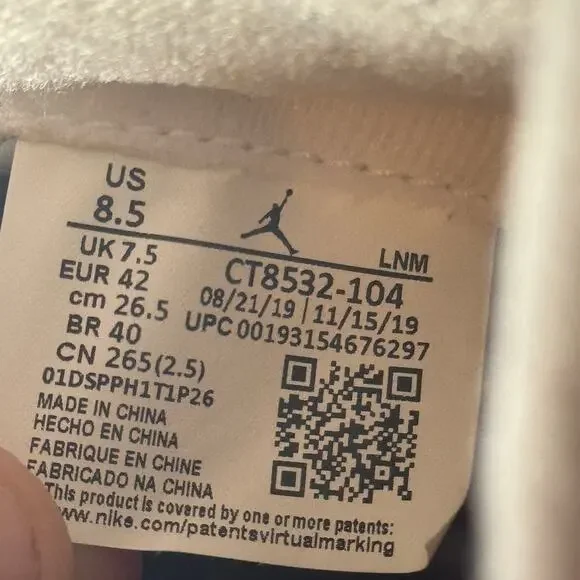 US
8.5
LNM
UK 7.5
CT8532-104
EUR 42
08/21/19 | 11/15/19
cm 26.5
UPC 00193154676297
BR 40
CN 265(2.5)
01DSPPH1T1P26
MADE IN CHINA
HECHO EN CHINA
FABRIQUE EN CHINE
FABRICADO NA CHINA
This product is covered by one or more patents:
www.nike.com/patentsvirtualmarking